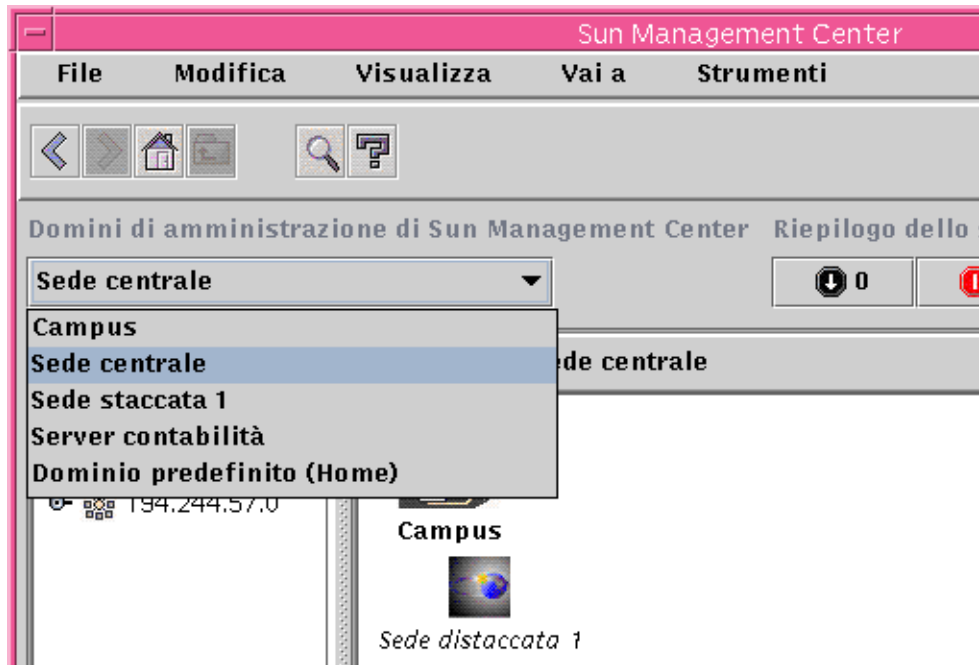 Sun Management Center
File Modifica Visualizza Vai a Strumenti
Domini di amministrazione di Sun Management Center Riepilogo dello
Sede centrale
0
Campus
Sede centrale
ede centrale
Sede staccata 1
Server contabilità
Dominio predefinito (Home)
194.244.57.0
Campus
Sede distaccata 1